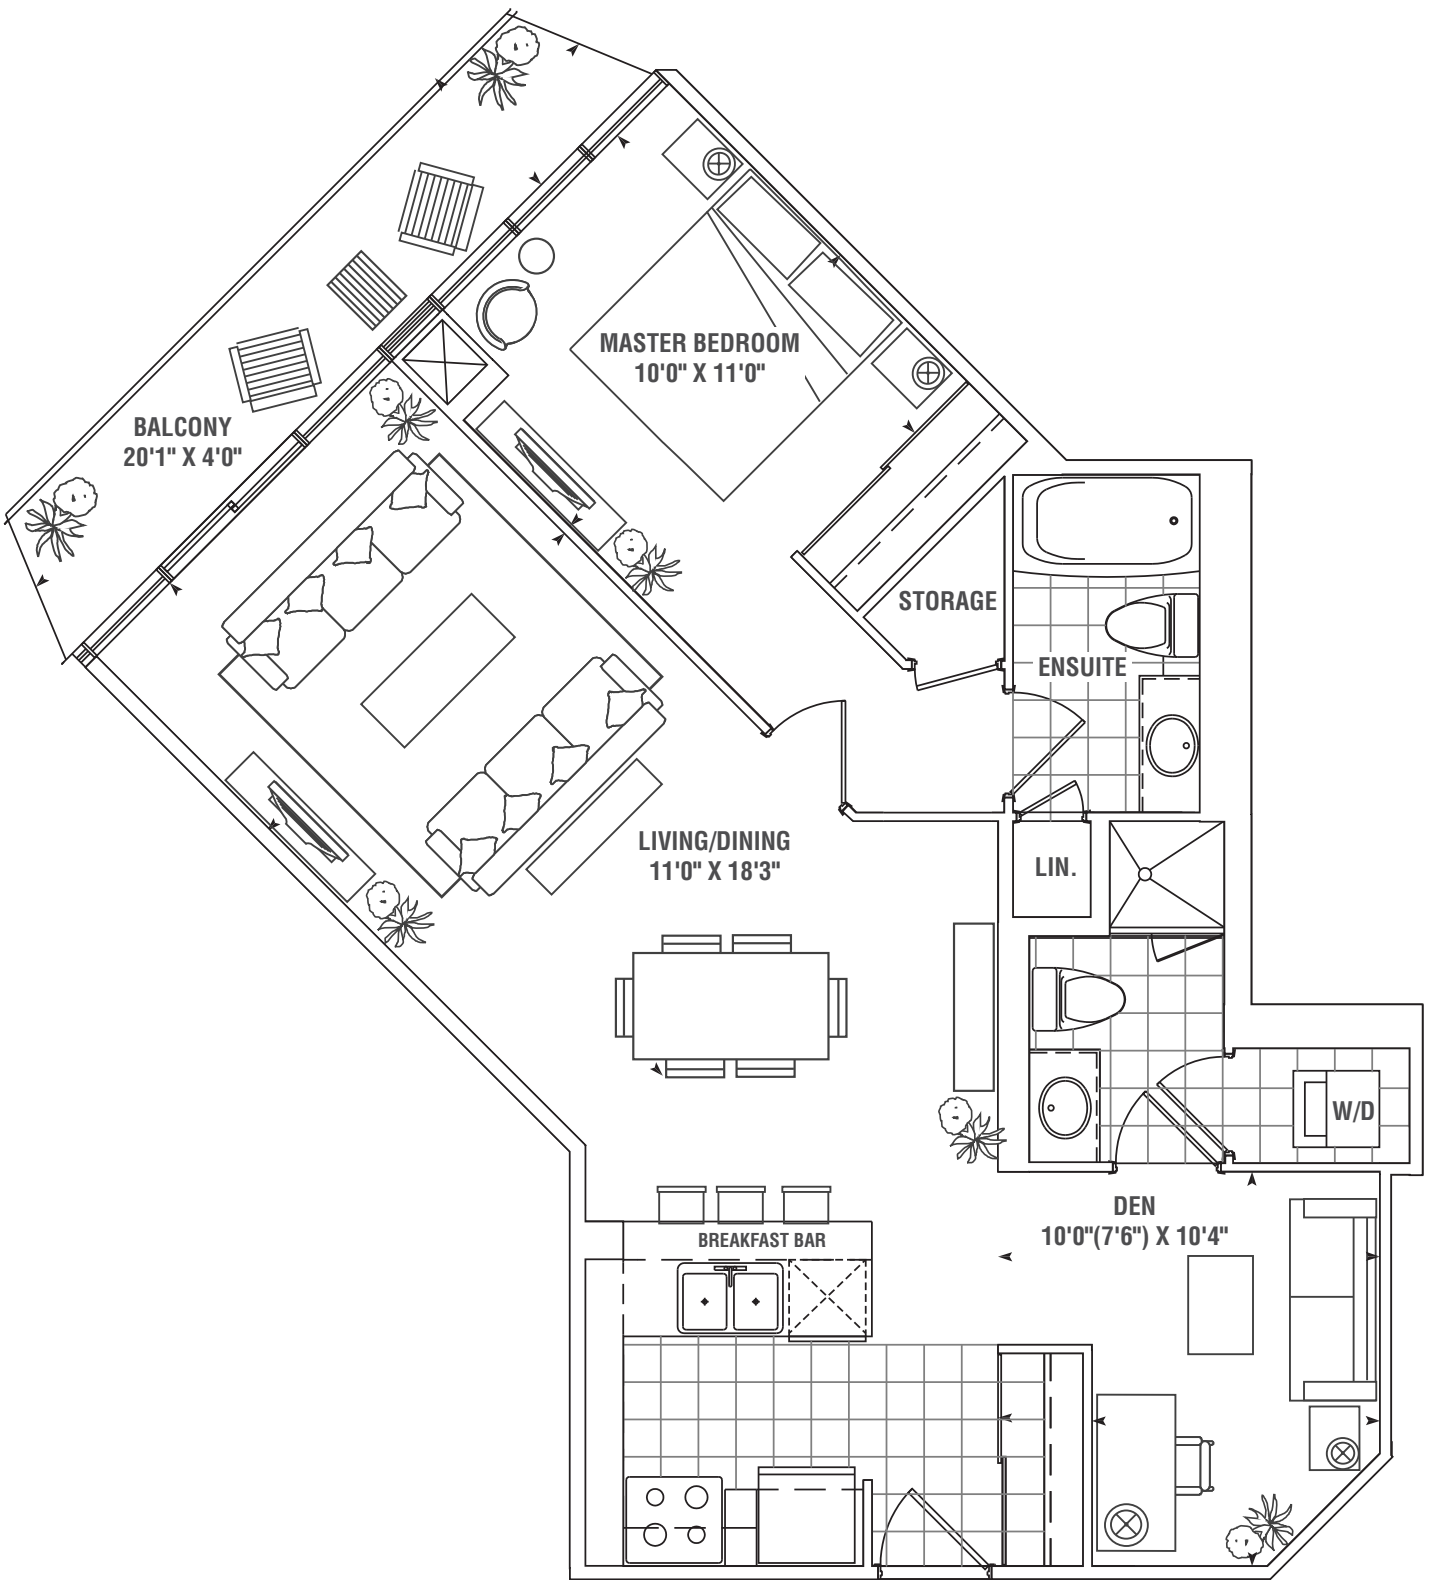 MASTER BEDROOM
10'0" X 11'0"
BALCONY
20'1" X 4'0"
STORAGE
ENSUITE
LIVING/DINING
11'0" X 18'3"
LIN.
W/D
DEN
10'0"(7'6") X 10'4"
BREAKFAST BAR